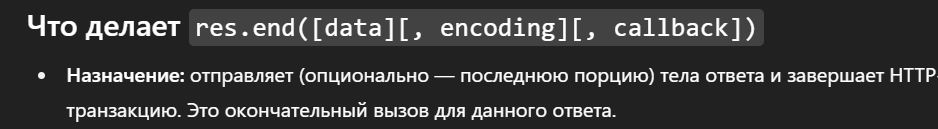 Что делает res.end([data][, encoding][, callback])
• Назначение: отправляет (опционально — последнюю порцию) тела ответа и завершает HTTP-
транзакцию. Это окончательный вызов для данного ответа.